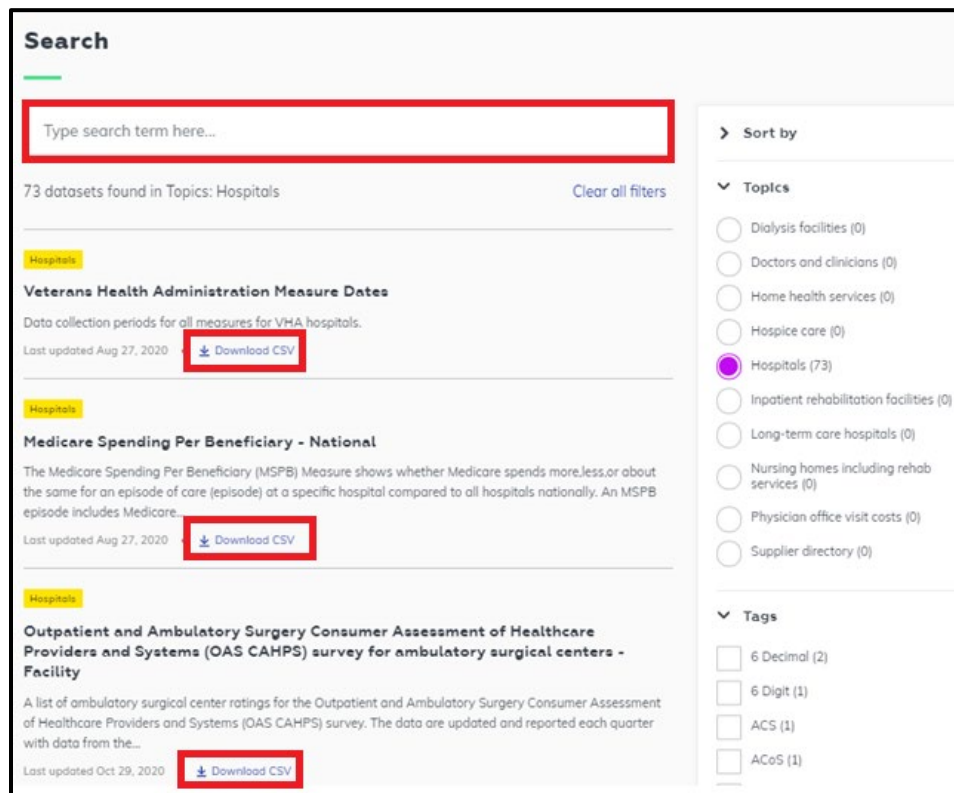 Search
Type search term here...
73 datasets found in Topics: Hospitals
Clear all filters
Hospitals
Veterans Health Administration Measure Dates
Data collection periods for all measures for VHA hospitals.
Last updated Aug 27, 2020
Download CSV
Hospitals
Medicare Spending Per Beneficiary - National
The Medicare Spending Per Beneficiary (MSPB) Measure shows whether Medicare spends more,less,or about
the same for an episode of care (episode) at a specific hospital compared to all hospitals nationally. An MSPB
episode includes Medicare...
Last updated Aug 27, 2020
Download CSV
Hospitals
Outpatient and Ambulatory Surgery Consumer Assessment of Healthcare
Providers and Systems (OAS CAHPS) survey for ambulatory surgical centers -
Facility
A list of ambulatory surgical center ratings for the Outpatient and Ambulatory Surgery Consumer Assessment
of Healthcare Providers and Systems (OAS CAHPS) survey. The data are updated and reported each quarter
with data from the...
Last updated Oct 29, 2020
Download CSV
Sort by
Topics
Dialysis facilities (0)
Doctors and clinicians (0)
Home health services (0)
Hospice care (0)
Hospitals (73)
Inpatient rehabilitation facilities (0)
Long-term care hospitals (0)
Nursing homes including rehab
services (0)
Physician office visit costs (0)
Supplier directory (0)
Tags
6 Decimal (2)
6 Digit (1)
ACS (1)
ACoS (1)